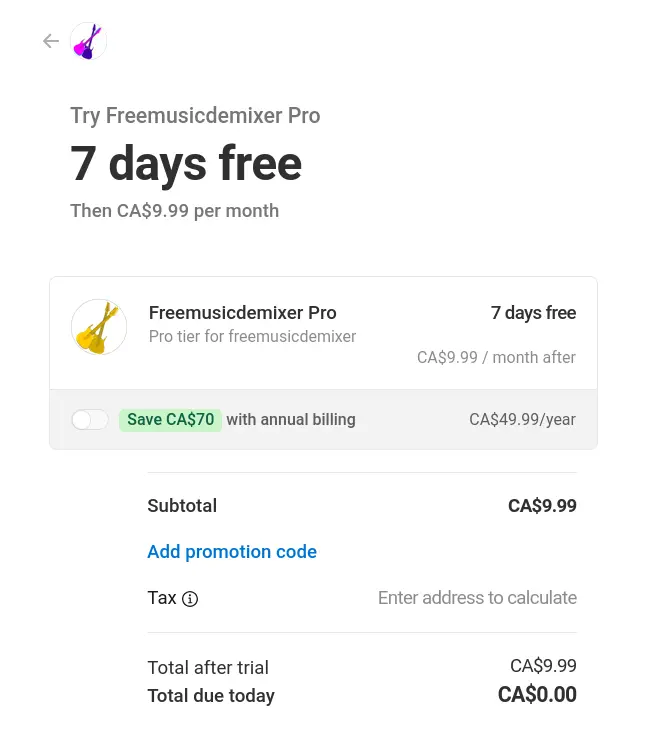 Try Freemusicdemixer Pro
7 days free
Then CA$9.99 per month
Freemusicdemixer Pro 7 days free
Pro tier for freemusicdemixer
CA$9.99 / month after
Save CA$70 with annual billing CA$49.99/year
Subtotal CA$9.99
Add promotion code
Tax Enter address to calculate
Total after trial CA$9.99
Total due today CA$0.00